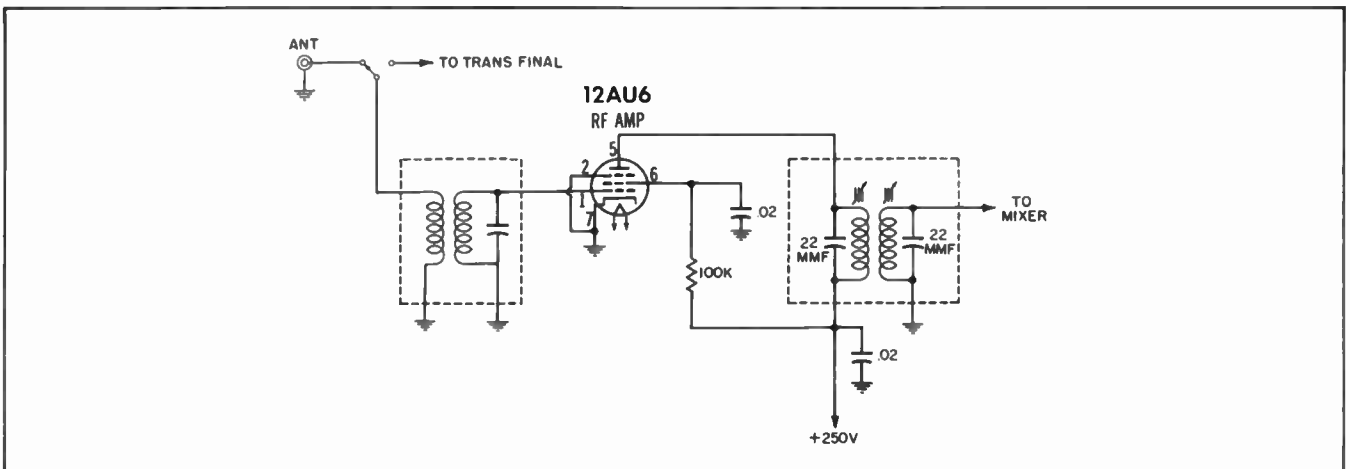 ANT
TO TRANS FINAL
12AU6
RF AMP
5
2
6
1
7
.02
100K
22
MMF
22
MMF
TO
MIXER
.02
+250V